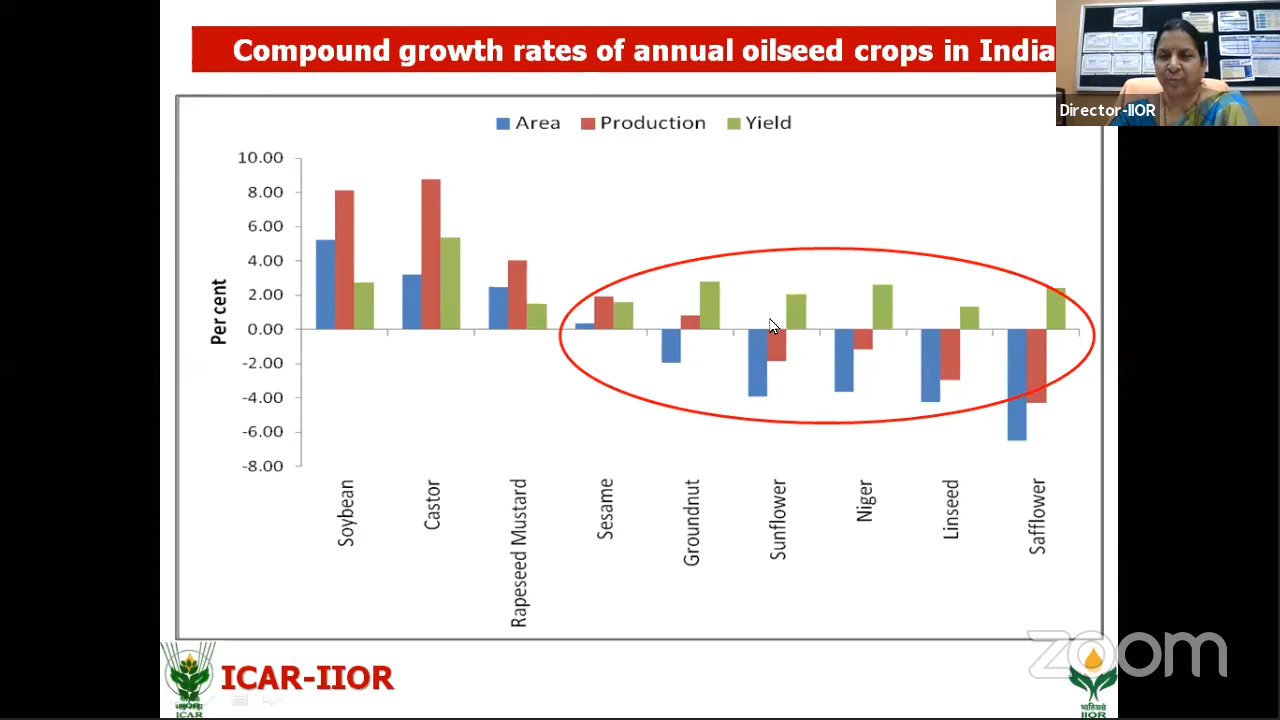 Compound growth rates of annual oilseed crops in India
Director-IIOR
Area Production Yield
10.00
8.00
6.00
4.00
2.00
0.00
-2.00
-4.00
-6.00
-8.00
Per cent
Soybean
Castor
Rapeseed Mustard
Sesame
Groundnut
Sunflower
Niger
Linseed
Safflower
zoom
ICAR-IIOR
ICAR
IIOR